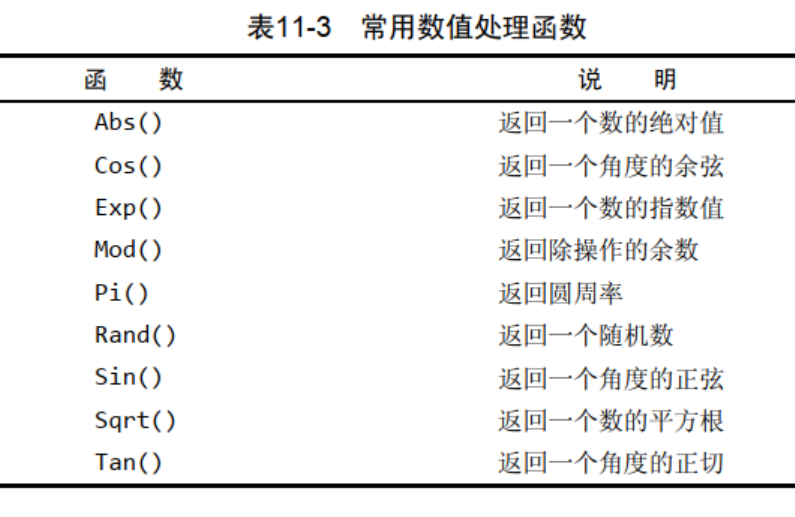 表11-3 常用数值处理函数
函 数 说 明
Abs() 返回一个数的绝对值
Cos() 返回一个角度的余弦
Exp() 返回一个数的指数值
Mod() 返回除操作的余数
Pi() 返回圆周率
Rand() 返回一个随机数
Sin() 返回一个角度的正弦
Sqrt() 返回一个数的平方根
Tan() 返回一个角度的正切